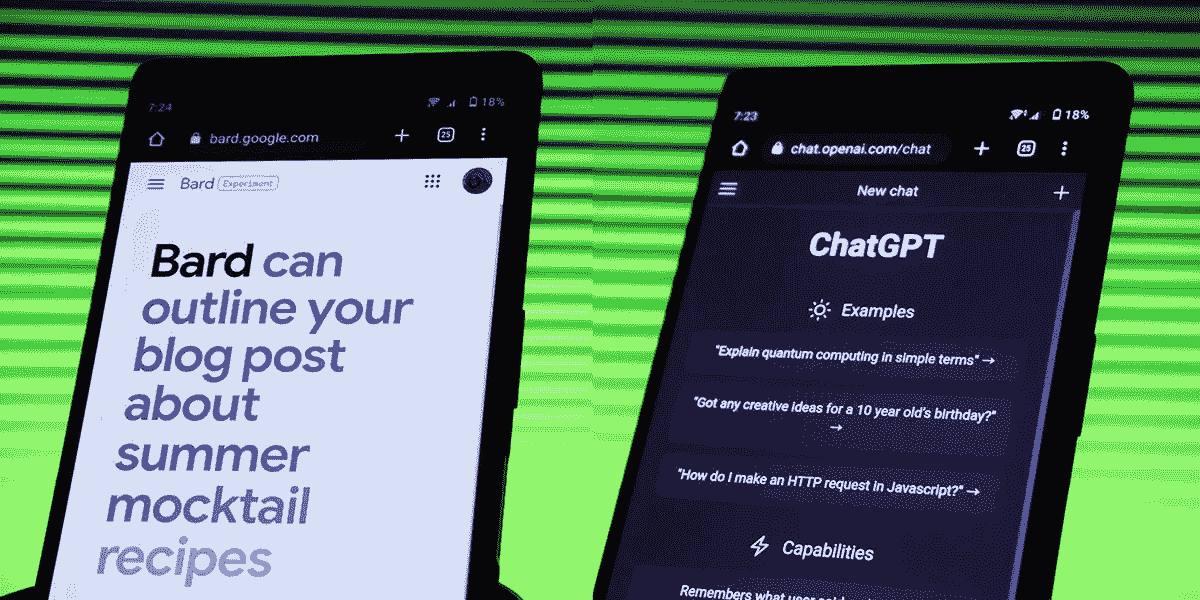 7:24
18%
bard.google.com
25
Bard Experiment
Bard can
outline your
blog post
about
summer
mocktail
recipes
7:23
18%
chat.openai.com/chat
25
New chat
ChatGPT
Examples
"Explain quantum computing in simple terms" →
"Got any creative ideas for a 10 year old's birthday?"
→
"How do I make an HTTP request in Javascript?" →
Capabilities
Remembers what user